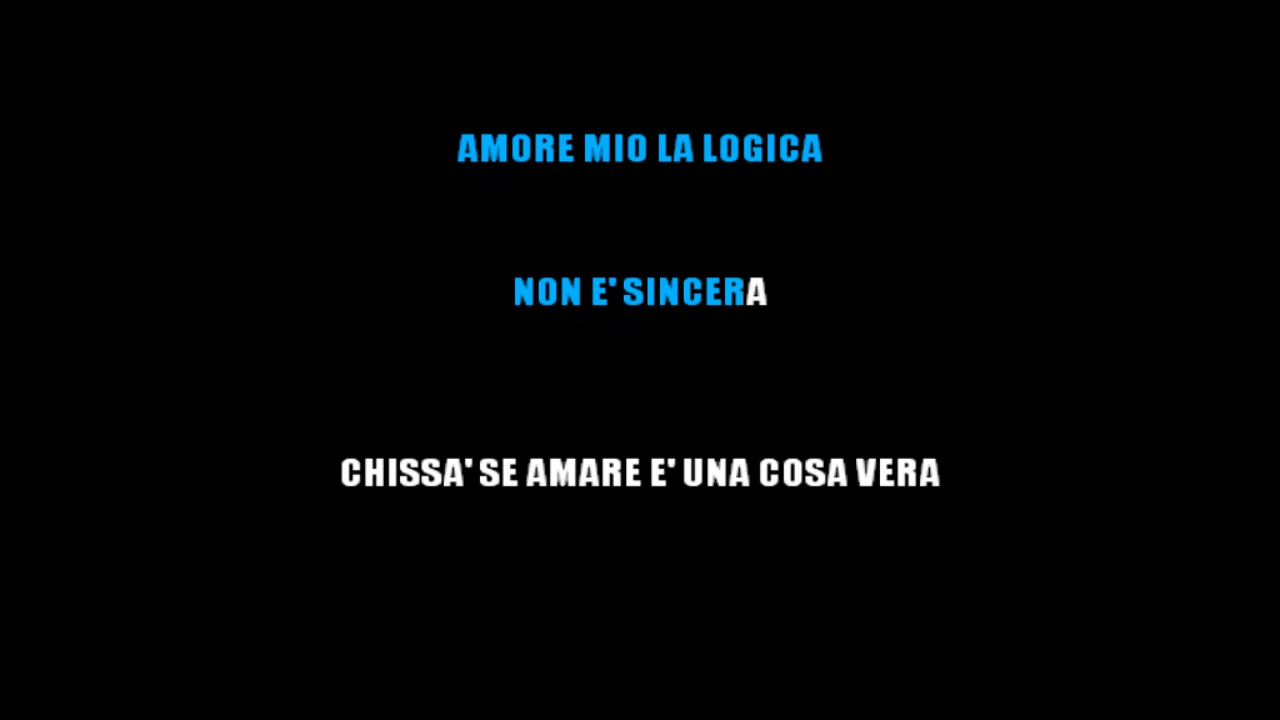 AMORE MIO LA LOGICA
NON E' SINCERA
CHISSA' SE AMARE E' UNA COSA VERA